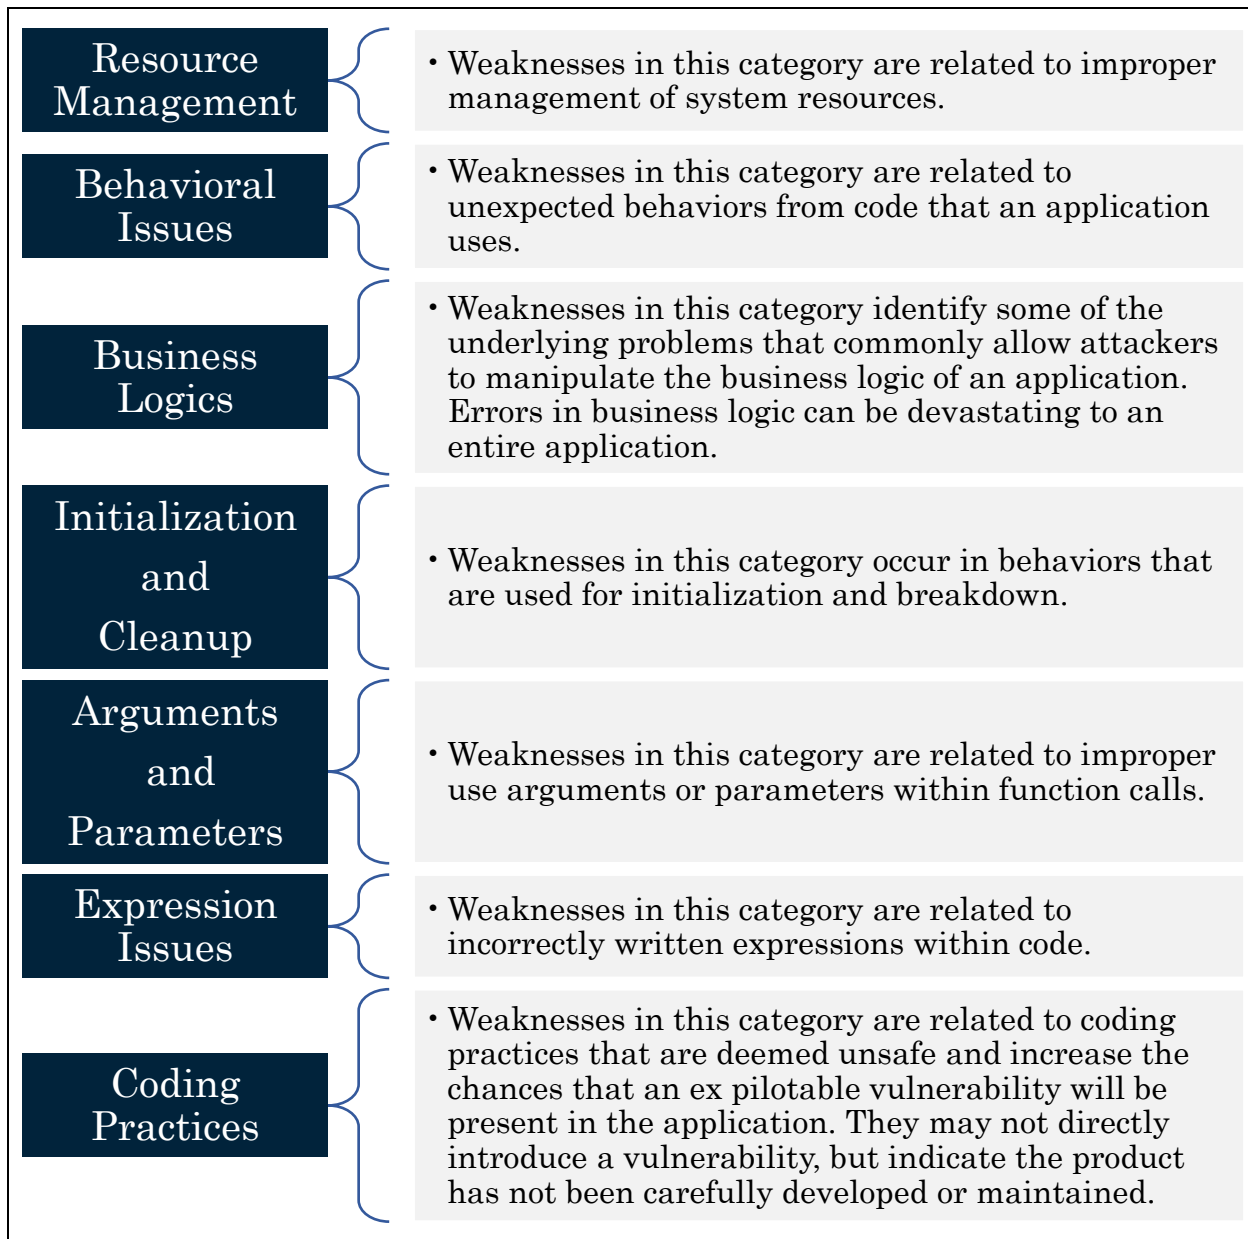 Resource
Management
• Weaknesses in this category are related to improper
management of system resources.
Behavioral
Issues
• Weaknesses in this category are related to
unexpected behaviors from code that an application
uses.
Business
Logics
• Weaknesses in this category identify some of the
underlying problems that commonly allow attackers
to manipulate the business logic of an application.
Errors in business logic can be devastating to an
entire application.
Initialization
and
Cleanup
• Weaknesses in this category occur in behaviors that
are used for initialization and breakdown.
Arguments
and
Parameters
• Weaknesses in this category are related to improper
use arguments or parameters within function calls.
Expression
Issues
• Weaknesses in this category are related to
incorrectly written expressions within code.
Coding
Practices
• Weaknesses in this category are related to coding
practices that are deemed unsafe and increase the
chances that an ex pilotable vulnerability will be
present in the application. They may not directly
introduce a vulnerability, but indicate the product
has not been carefully developed or maintained.